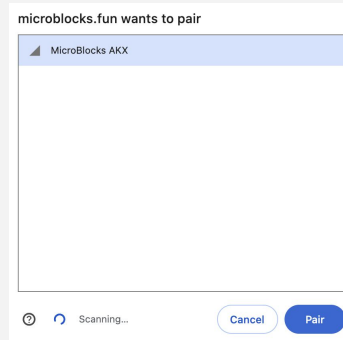 microblocks.fun wants to pair
MicroBlocks AKX
Scanning...
Cancel
Pair